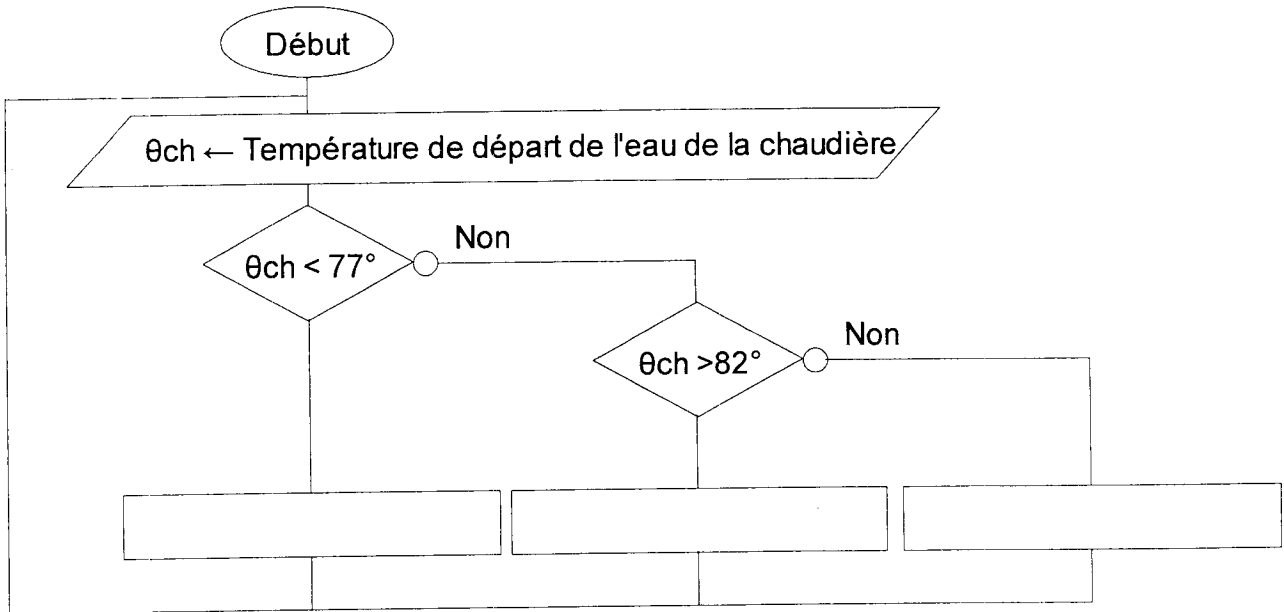 Début
θch ← Température de départ de l'eau de la chaudière
θch < 77°
Non
θch >82°
Non